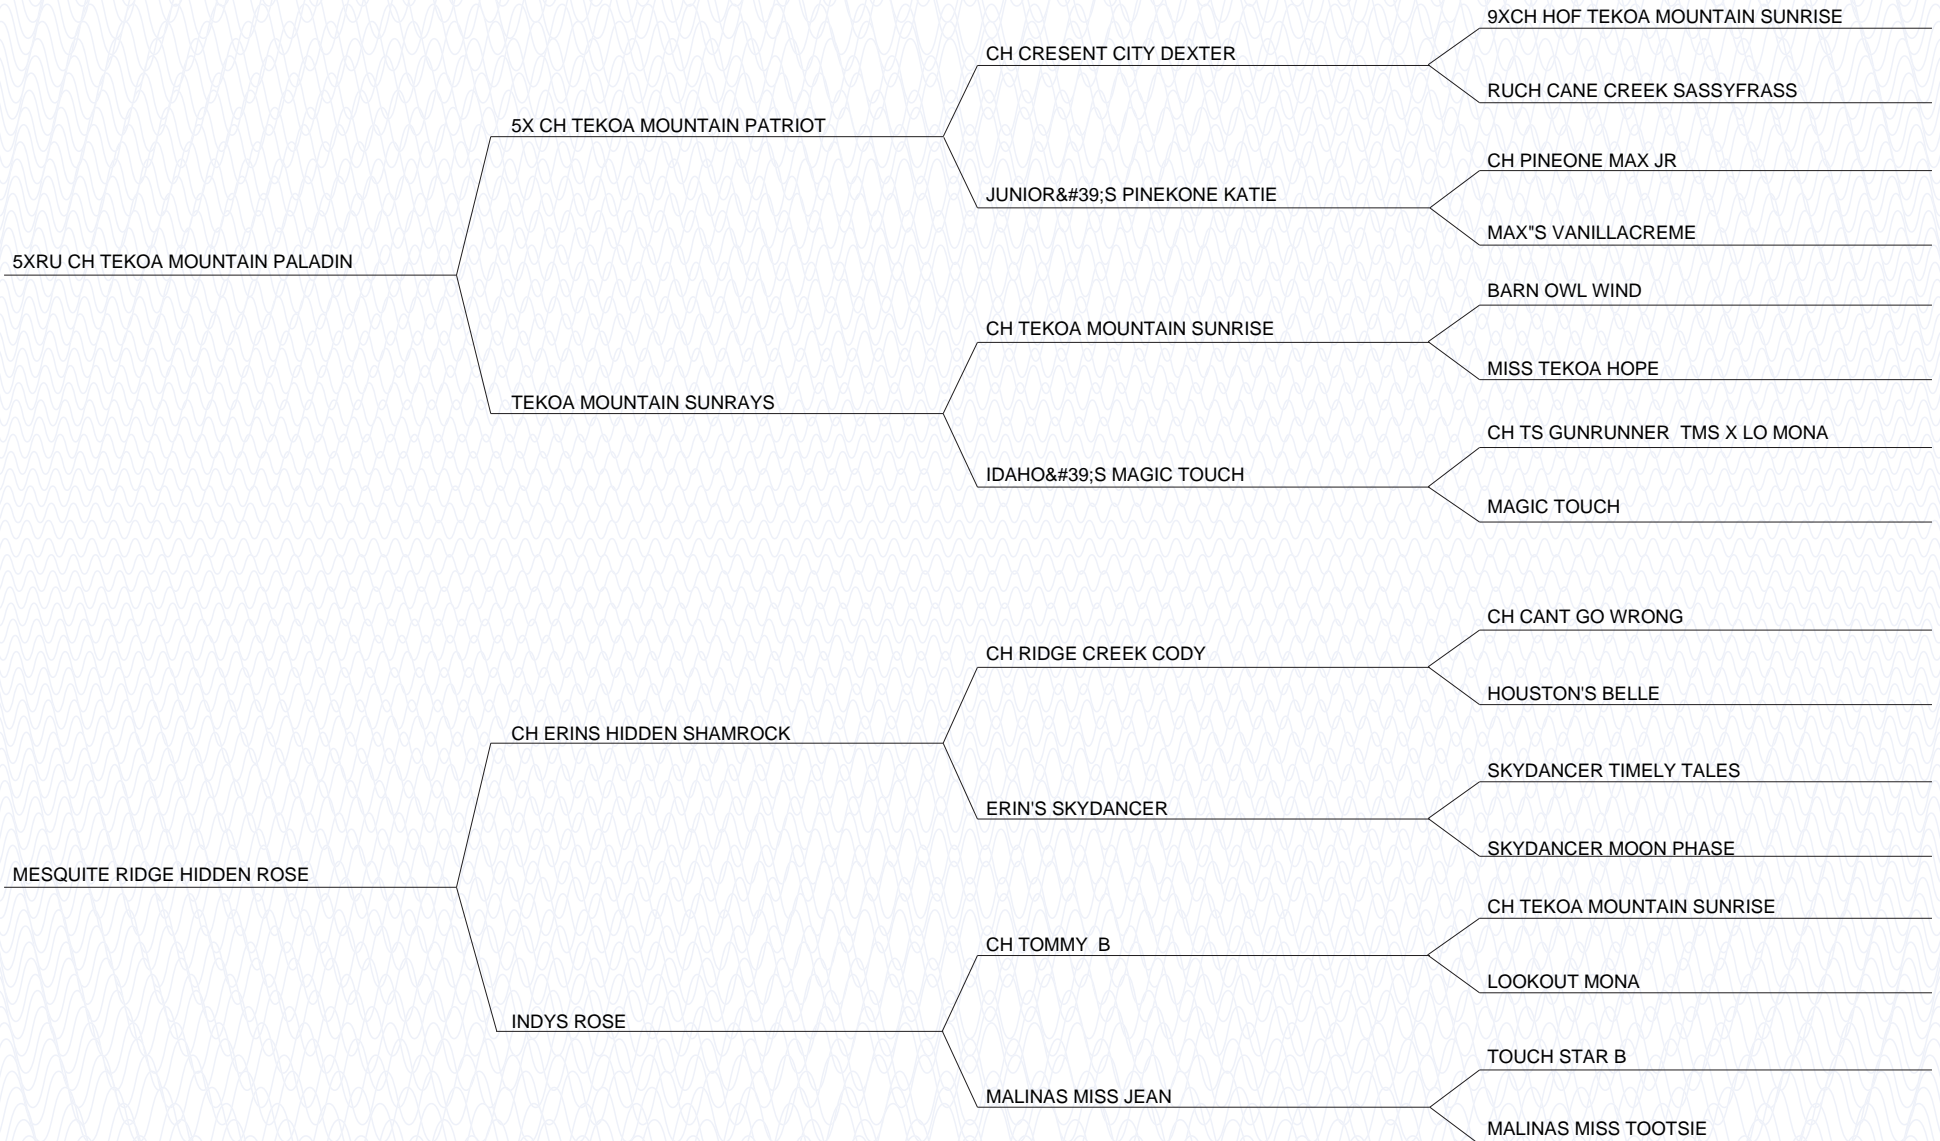 9XCH HOF TEKOA MOUNTAIN SUNRISE
CH CRESENT CITY DEXTER
RUCH CANE CREEK SASSYFRASS
5X CH TEKOA MOUNTAIN PATRIOT
CH PINEONE MAX JR
JUNIOR&#39;S PINEKONE KATIE
MAX"S VANILLACREME
5XRU CH TEKOA MOUNTAIN PALADIN
BARN OWL WIND
CH TEKOA MOUNTAIN SUNRISE
MISS TEKOA HOPE
TEKOA MOUNTAIN SUNRAYS
CH TS GUNRUNNER  TMS X LO MONA
IDAHO&#39;S MAGIC TOUCH
MAGIC TOUCH
CH CANT GO WRONG
CH RIDGE CREEK CODY
HOUSTON'S BELLE
CH ERINS HIDDEN SHAMROCK
SKYDANCER TIMELY TALES
ERIN'S SKYDANCER
SKYDANCER MOON PHASE
MESQUITE RIDGE HIDDEN ROSE
CH TEKOA MOUNTAIN SUNRISE
CH TOMMY  B
LOOKOUT MONA
INDYS ROSE
TOUCH STAR B
MALINAS MISS JEAN
MALINAS MISS TOOTSIE